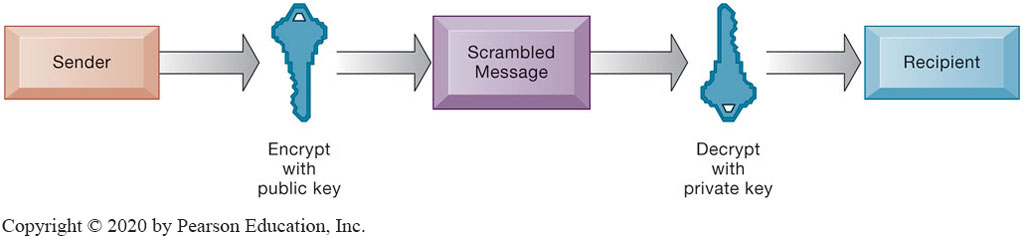 Sender
Encrypt
with
public key
Scrambled
Message
Decrypt
with
private key
Recipient
Copyright © 2020 by Pearson Education, Inc.